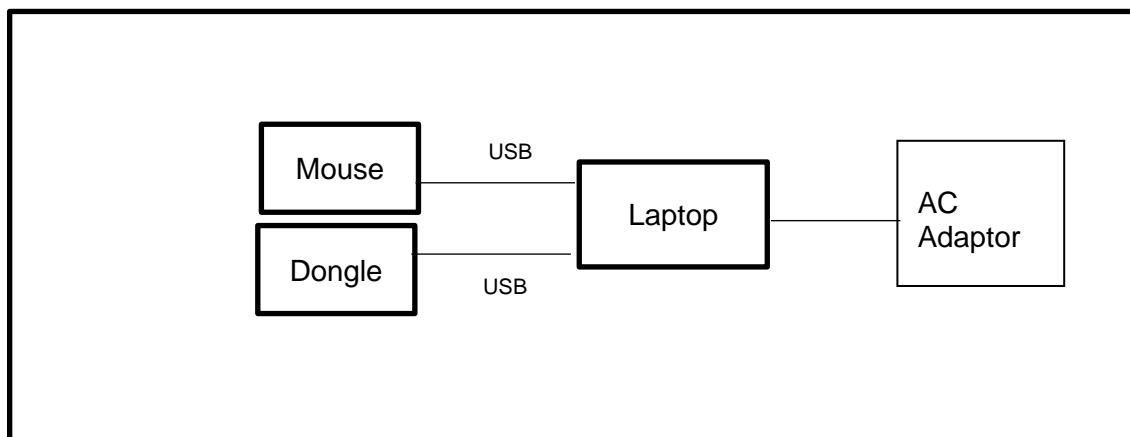 Mouse
USB
Laptop
AC
Adaptor
Dongle
USB